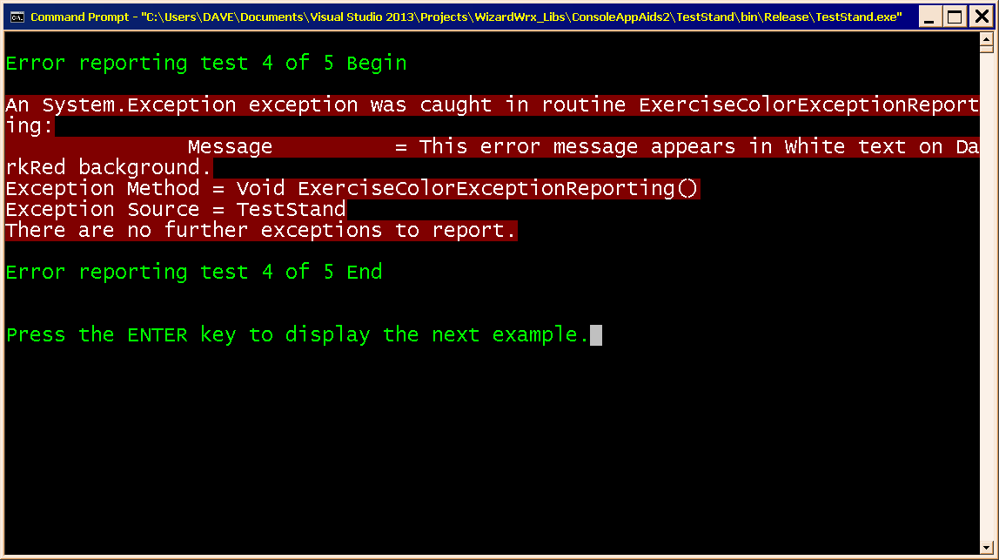 Command Prompt - "C:\Users\DAVE\Documents\Visual Studio 2013\Projects\WizardWrx_Libs\ConsoleAppAids2\TestStand\bin\Release\TestStand.exe"
Error reporting test 4 of 5 Begin
An System.Exception exception was caught in routine ExerciseColorExceptionReport
ing:
Message = This error message appears in White text on Da
rkRed background.
Exception Method = Void ExerciseColorExceptionReporting()
Exception Source = TestStand
There are no further exceptions to report.
Error reporting test 4 of 5 End
Press the ENTER key to display the next example.